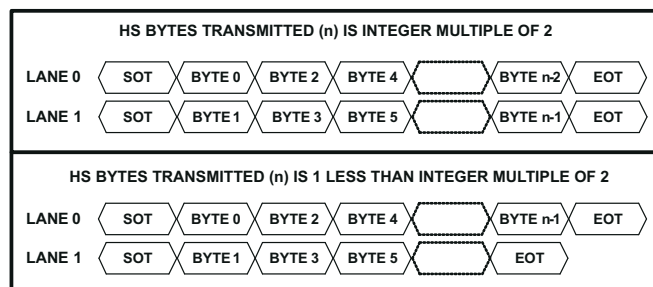 HS BYTES TRANSMITTED (n) IS INTEGER MULTIPLE OF 2
LANE 0 SOT BYTE 0 BYTE 2 BYTE 4 BYTE n-2 EOT
LANE 1 SOT BYTE 1 BYTE 3 BYTE 5 BYTE n-1 EOT
HS BYTES TRANSMITTED (n) IS 1 LESS THAN INTEGER MULTIPLE OF 2
LANE 0 SOT BYTE 0 BYTE 2 BYTE 4 BYTE n-1 EOT
LANE 1 SOT BYTE 1 BYTE 3 BYTE 5 EOT